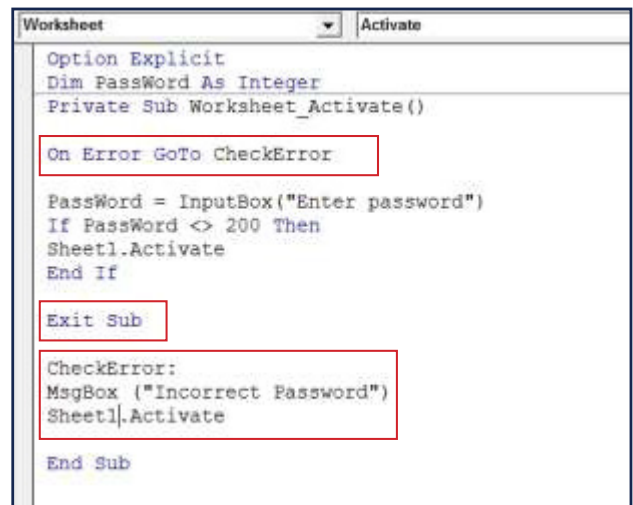 Worksheet Activate
Option Explicit
Dim PassWord As Integer
Private Sub Worksheet_Activate()
On Error GoTo CheckError
PassWord = InputBox("Enter password")
If PassWord <> 200 Then
Sheet1.Activate
End If
Exit Sub
CheckError:
MsgBox ("Incorrect Password")
Sheet1.Activate
End Sub